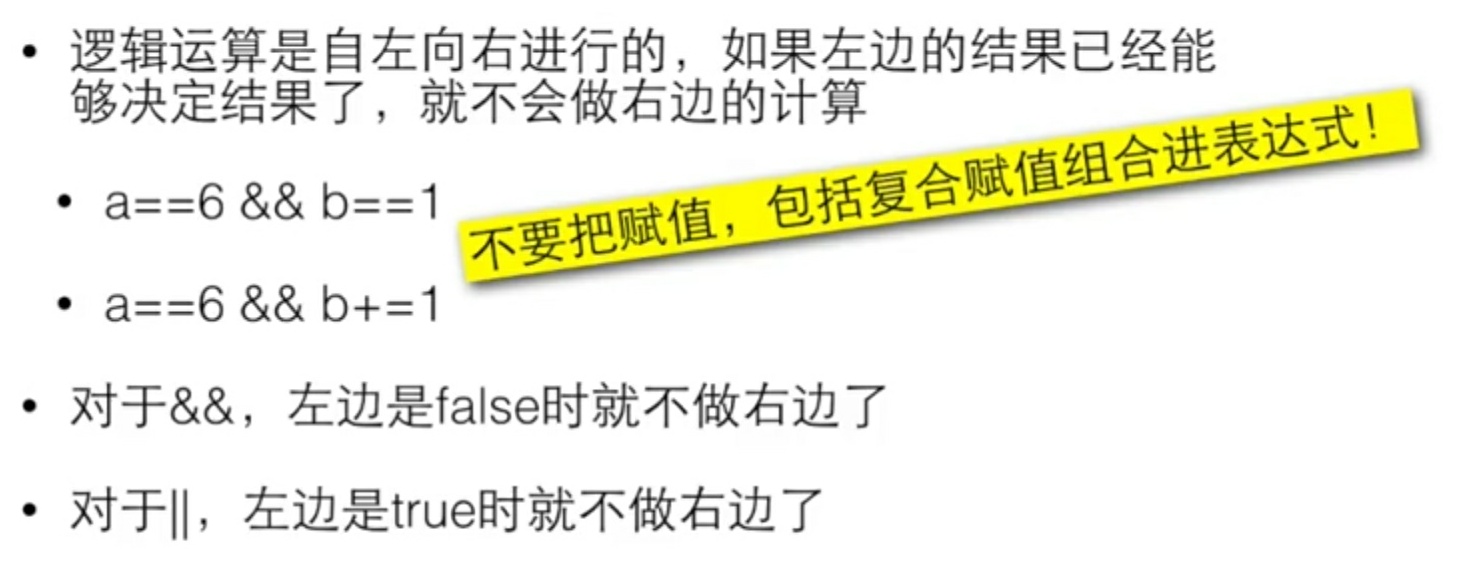 • 逻辑运算是自左向右进行的，如果左边的结果已经能
够决定结果了，就不会做右边的计算
• a==6 && b==1
不要把赋值，包括复合赋值组合进表达式！
• a==6 && b+=1
• 对于&&，左边是false时就不做右边了
• 对于||，左边是true时就不做右边了